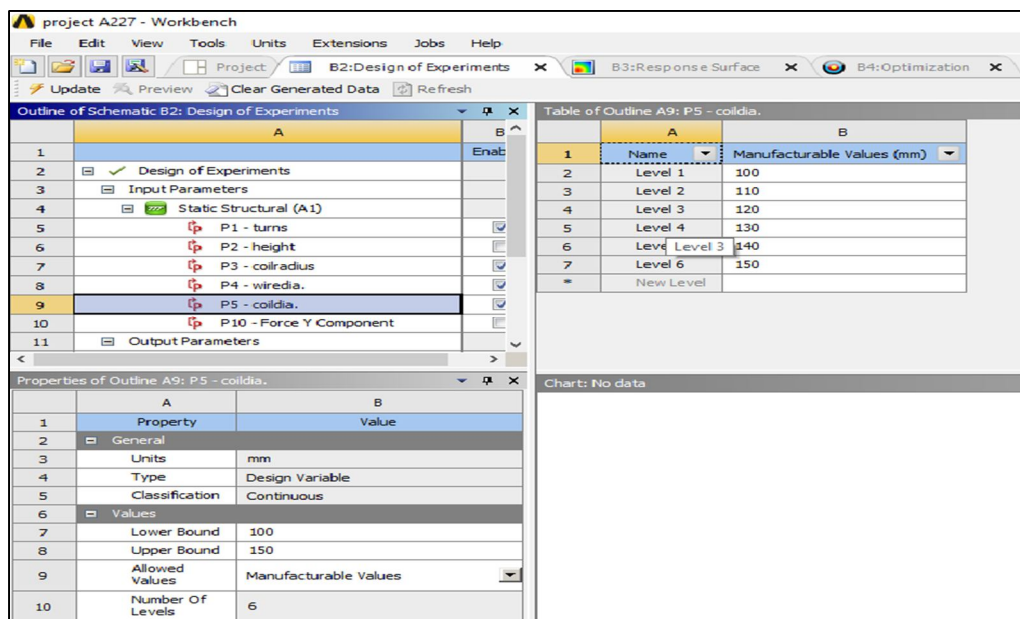 project A227 - Workbench
File Edit View Tools Units Extensions Jobs Help
Project B2:Design of Experiments B3:Response Surface B4:Optimization
Update Preview Clear Generated Data Refresh
Outline of Schematic B2: Design of Experiments
A B
1 Enab
2 Design of Experiments
3 Input Parameters
4 Static Structural (A1)
5 P1 - turns
6 P2 - height
7 P3 - coilradius
8 P4 - wiredia.
9 P5 - coildia.
10 P10 - Force Y Component
11 Output Parameters
Properties of Outline A9: P5 - coildia.
A B
1 Property Value
2 General
3 Units mm
4 Type Design Variable
5 Classification Continuous
6 Values
7 Lower Bound 100
8 Upper Bound 150
9 Allowed Values Manufacturable Values
10 Number Of Levels 6
Table of Outline A9: P5 - coildia.
A B
1 Name Manufacturable Values (mm)
2 Level 1 100
3 Level 2 110
4 Level 3 120
5 Level 4 130
6 Leve Level 3 140
7 Level 6 150
* New Level
Chart: No data